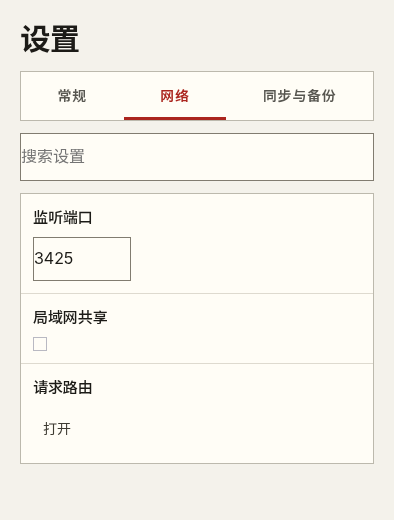 设置
常规 网络 同步与备份
搜索设置
监听端口
3425
局域网共享
请求路由
打开